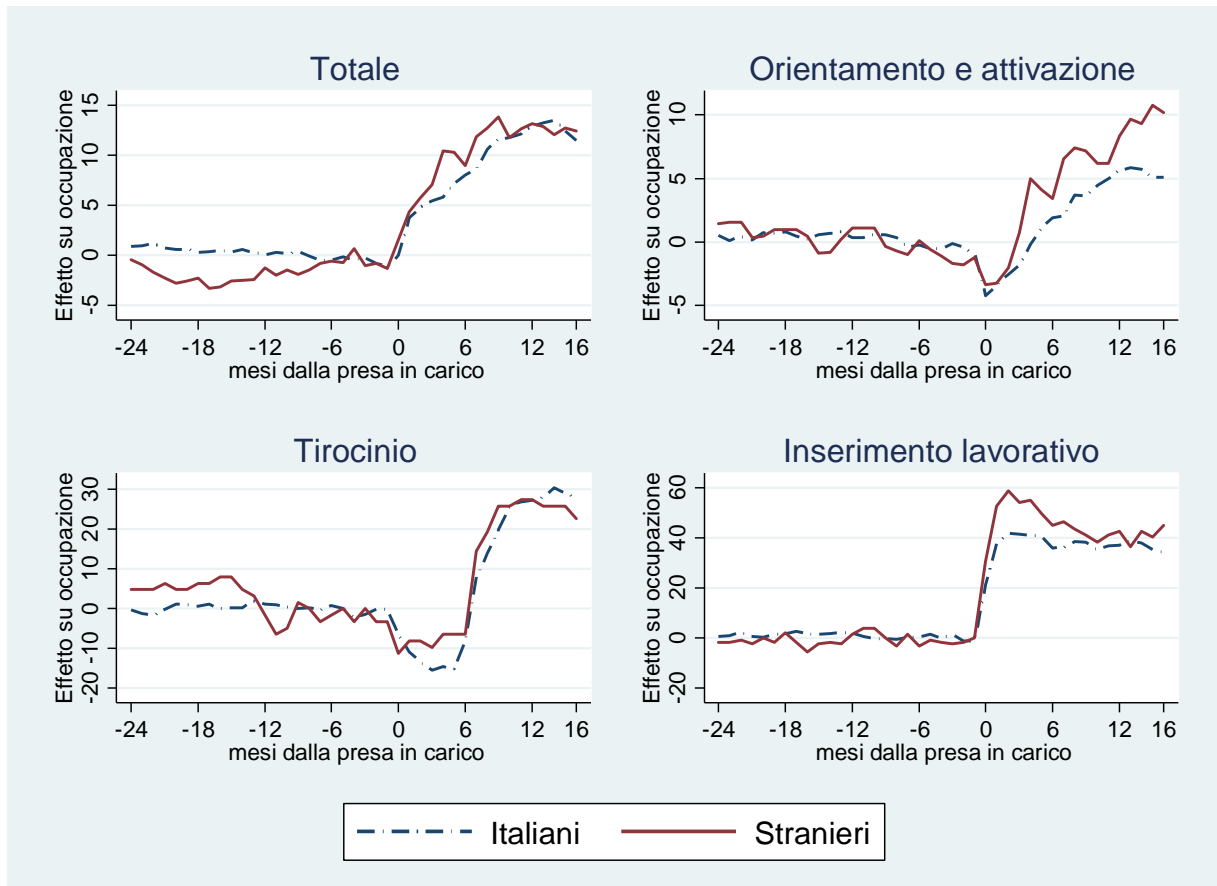 Totale
Effetto su occupazione
15
10
5
0
-5
-24 -18 -12 -6 0 6 12 16
mesi dalla presa in carico
Orientamento e attivazione
Effetto su occupazione
10
5
0
-5
-24 -18 -12 -6 0 6 12 16
mesi dalla presa in carico
Tirocinio
Effetto su occupazione
30
20
10
0
-10
-20
-24 -18 -12 -6 0 6 12 16
mesi dalla presa in carico
Inserimento lavorativo
Effetto su occupazione
60
40
20
0
-20
-24 -18 -12 -6 0 6 12 16
mesi dalla presa in carico
Italiani Stranieri